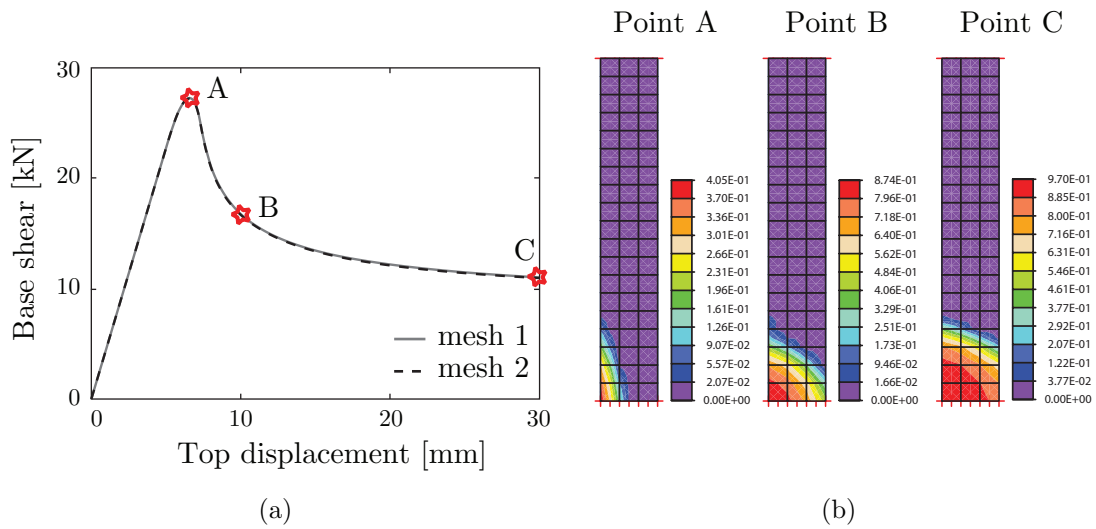 Point A Point B Point C
30
20
10
0
Base shear [kN]
A
B
C
mesh 1
mesh 2
0 10 20 30
Top displacement [mm]
4.05E-01
3.70E-01
3.36E-01
3.01E-01
2.66E-01
2.31E-01
1.96E-01
1.61E-01
1.26E-01
9.07E-02
5.57E-02
2.07E-02
0.00E+00
8.74E-01
7.96E-01
7.18E-01
6.40E-01
5.62E-01
4.84E-01
4.06E-01
3.29E-01
2.51E-01
1.73E-01
9.46E-02
1.66E-02
0.00E+00
9.70E-01
8.85E-01
8.00E-01
7.16E-01
6.31E-01
5.46E-01
4.61E-01
3.77E-01
2.92E-01
2.07E-01
1.22E-01
3.77E-02
0.00E+00
(a) (b)